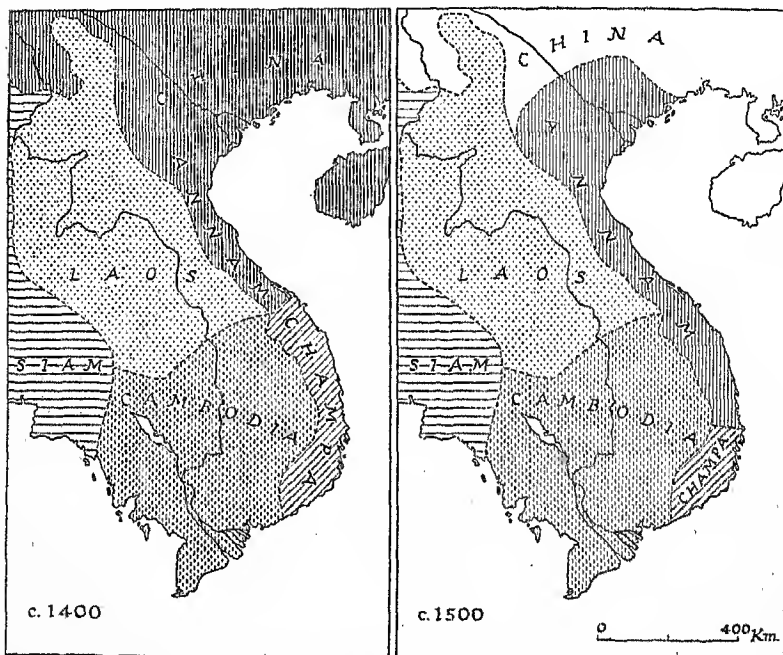 CHINA
ANNAM
LAOS
CHAMPA
SIAM
CAMBODIA
c. 1400
CHINA
ANNAM
LAOS
SIAM
CAMBODIA
CHAMPA
c. 1500
0 400 Km.